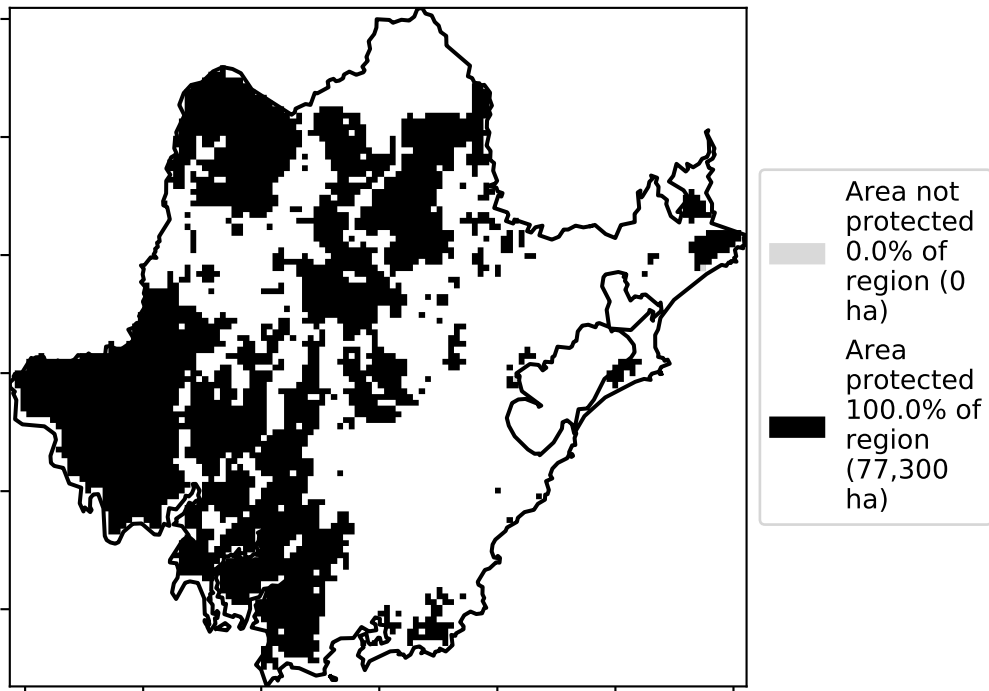 Area not
protected
0.0% of
region (0
ha)
Area
protected
100.0% of
region
(77,300
ha)